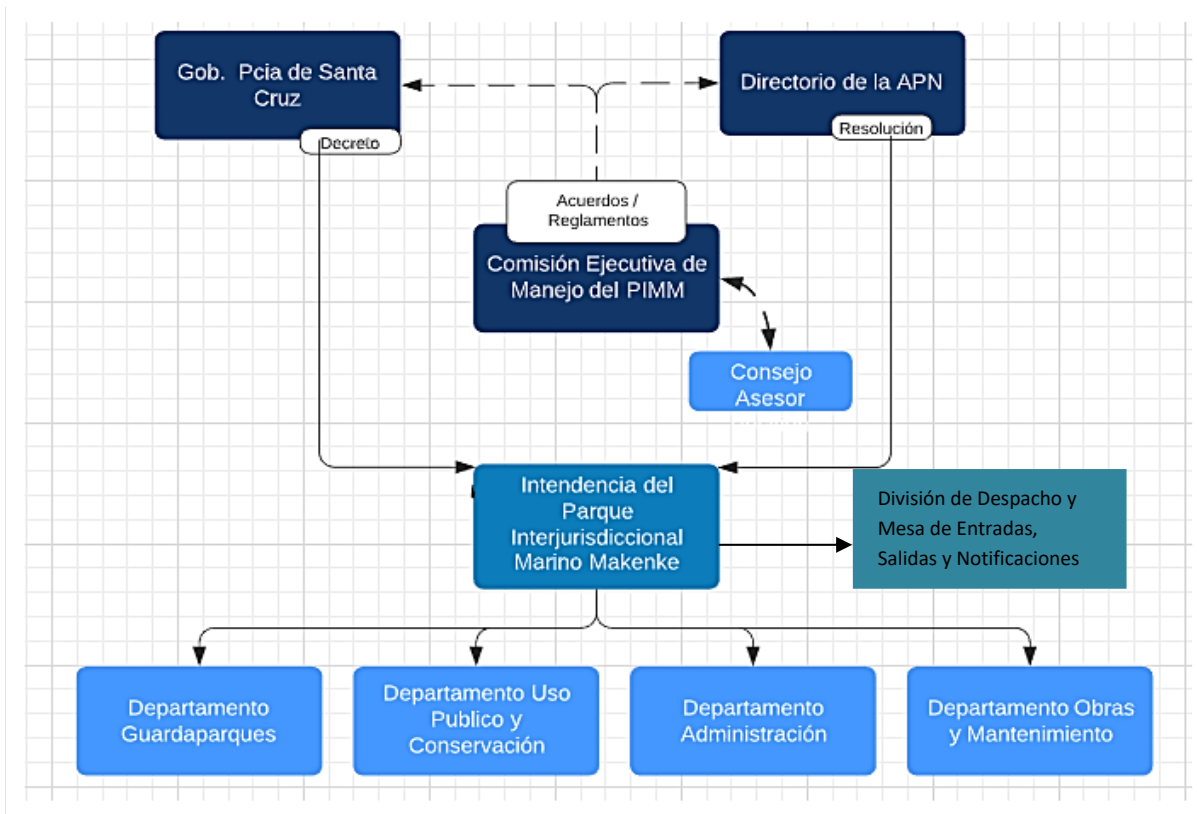 Gob. Pcia de Santa
Cruz
Decreto
Directorio de la APN
Resolución
Acuerdos /
Reglamentos
Comisión Ejecutiva de
Manejo del PIMM
Consejo
Asesor
Intendencia del
Parque
Interjurisdiccional
Marino Makenke
División de Despacho y
Mesa de Entradas,
Salidas y Notificaciones
Departamento
Guardaparques
Departamento Uso
Publico y
Conservación
Departamento
Administración
Departamento Obras
y Mantenimiento